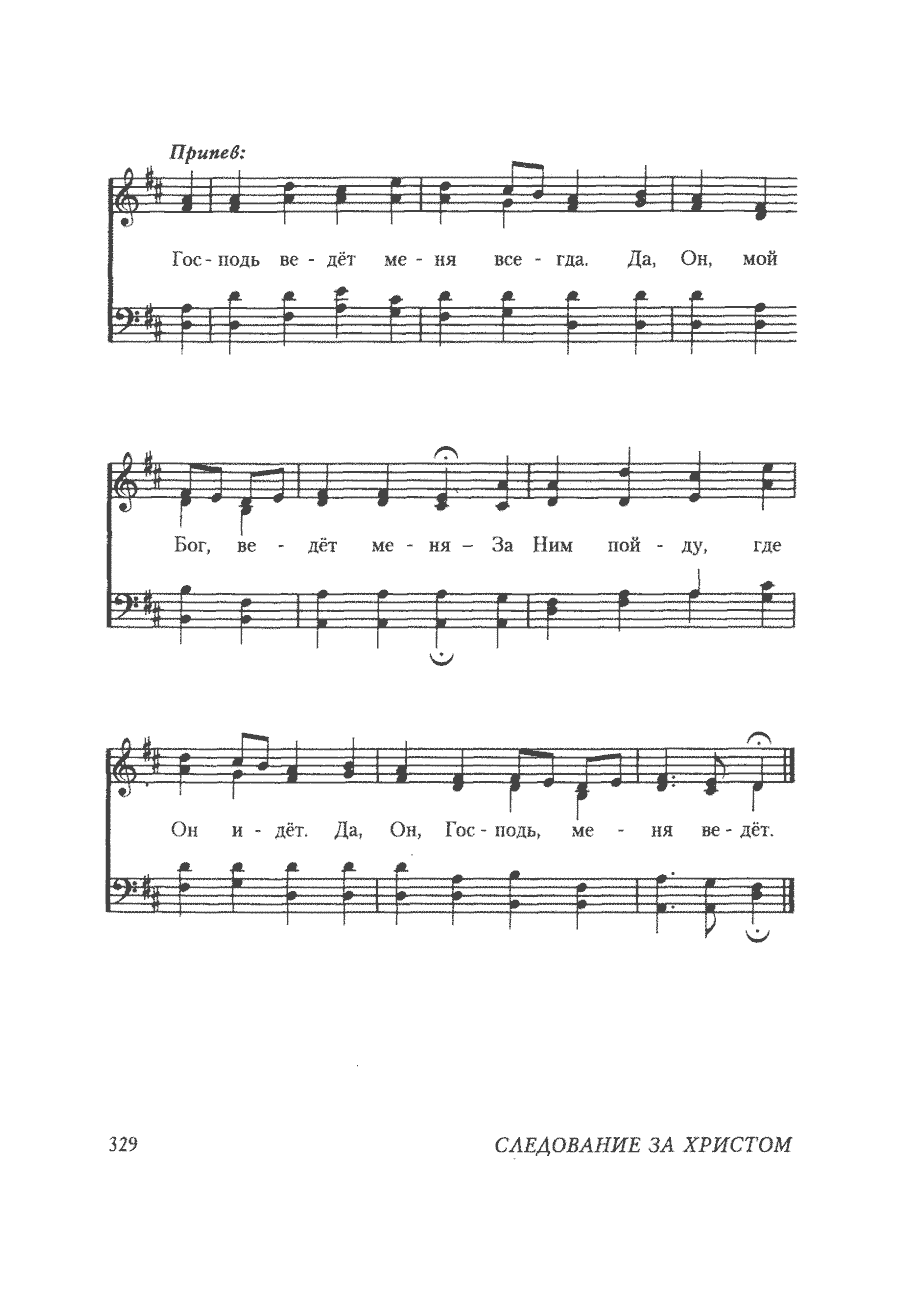 Припев:
Гос - подь ве - дёт ме - ня все - гда. Да, Он, мой
Бог, ве - дёт ме - ня – За Ним пой - ду, где
Он и - дёт. Да, Он, Гос - подь, ме - ня ве - дёт.
329 СЛЕДОВАНИЕ ЗА ХРИСТОМ